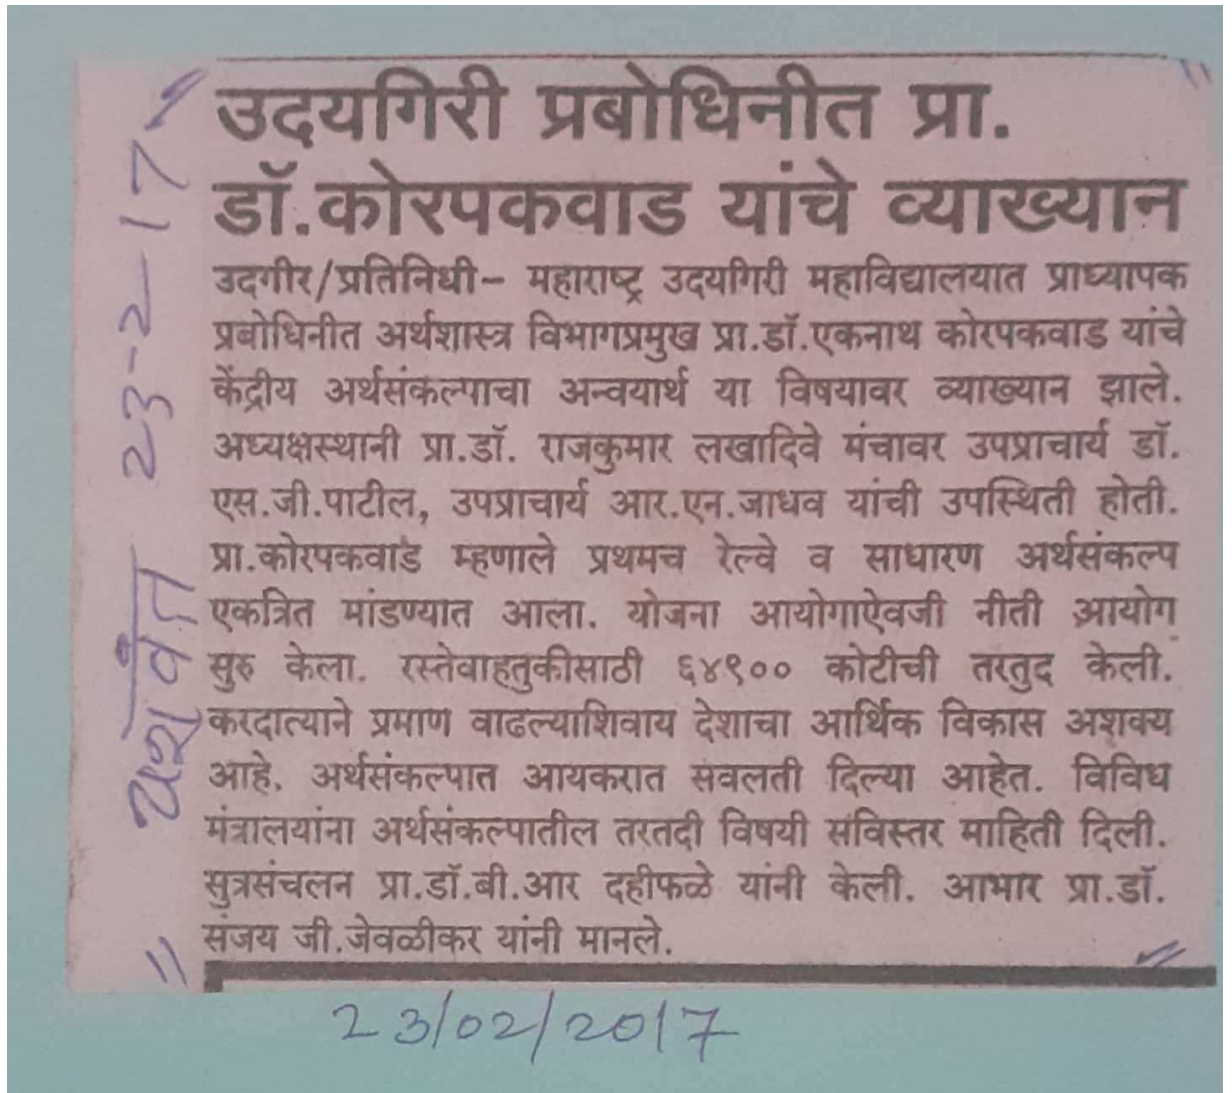 उदयगिरी प्रबोधिनीत प्रा.
डॉ.कोरपकवाड यांचे व्याख्यान
उदगीर/प्रतिनिधी– महाराष्ट्र उदयगिरी महाविद्यालयात प्राध्यापक
प्रबोधिनीत अर्थशास्त्र विभागप्रमुख प्रा.डॉ.एकनाथ कोरपकवाड यांचे
केंद्रीय अर्थसंकल्पाचा अन्वयार्थ या विषयावर व्याख्यान झाले.
अध्यक्षस्थानी प्रा.डॉ. राजकुमार लखादिवे मंचावर उपप्राचार्य डॉ.
एस.जी.पाटील, उपप्राचार्य आर.एन.जाधव यांची उपस्थिती होती.
प्रा.कोरपकवाड म्हणाले प्रथमच रेल्वे व साधारण अर्थसंकल्प
एकत्रित मांडण्यात आला. योजना आयोगाऐवजी नीती आयोग
सुरु केला. रस्तेवाहतुकीसाठी ६४९०० कोटीची तरतुद केली.
करदात्याने प्रमाण वाढल्याशिवाय देशाचा आर्थिक विकास अशक्य
आहे. अर्थसंकल्पात आयकरात सवलती दिल्या आहेत. विविध
मंत्रालयांना अर्थसंकल्पातील तरतदी विषयी सविस्तर माहिती दिली.
सुत्रसंचलन प्रा.डॉ.बी.आर दहीफळे यांनी केली. आभार प्रा.डॉ.
संजय जी.जेवळीकर यांनी मानले.
यशवंत 23-2-17
23/02/2017